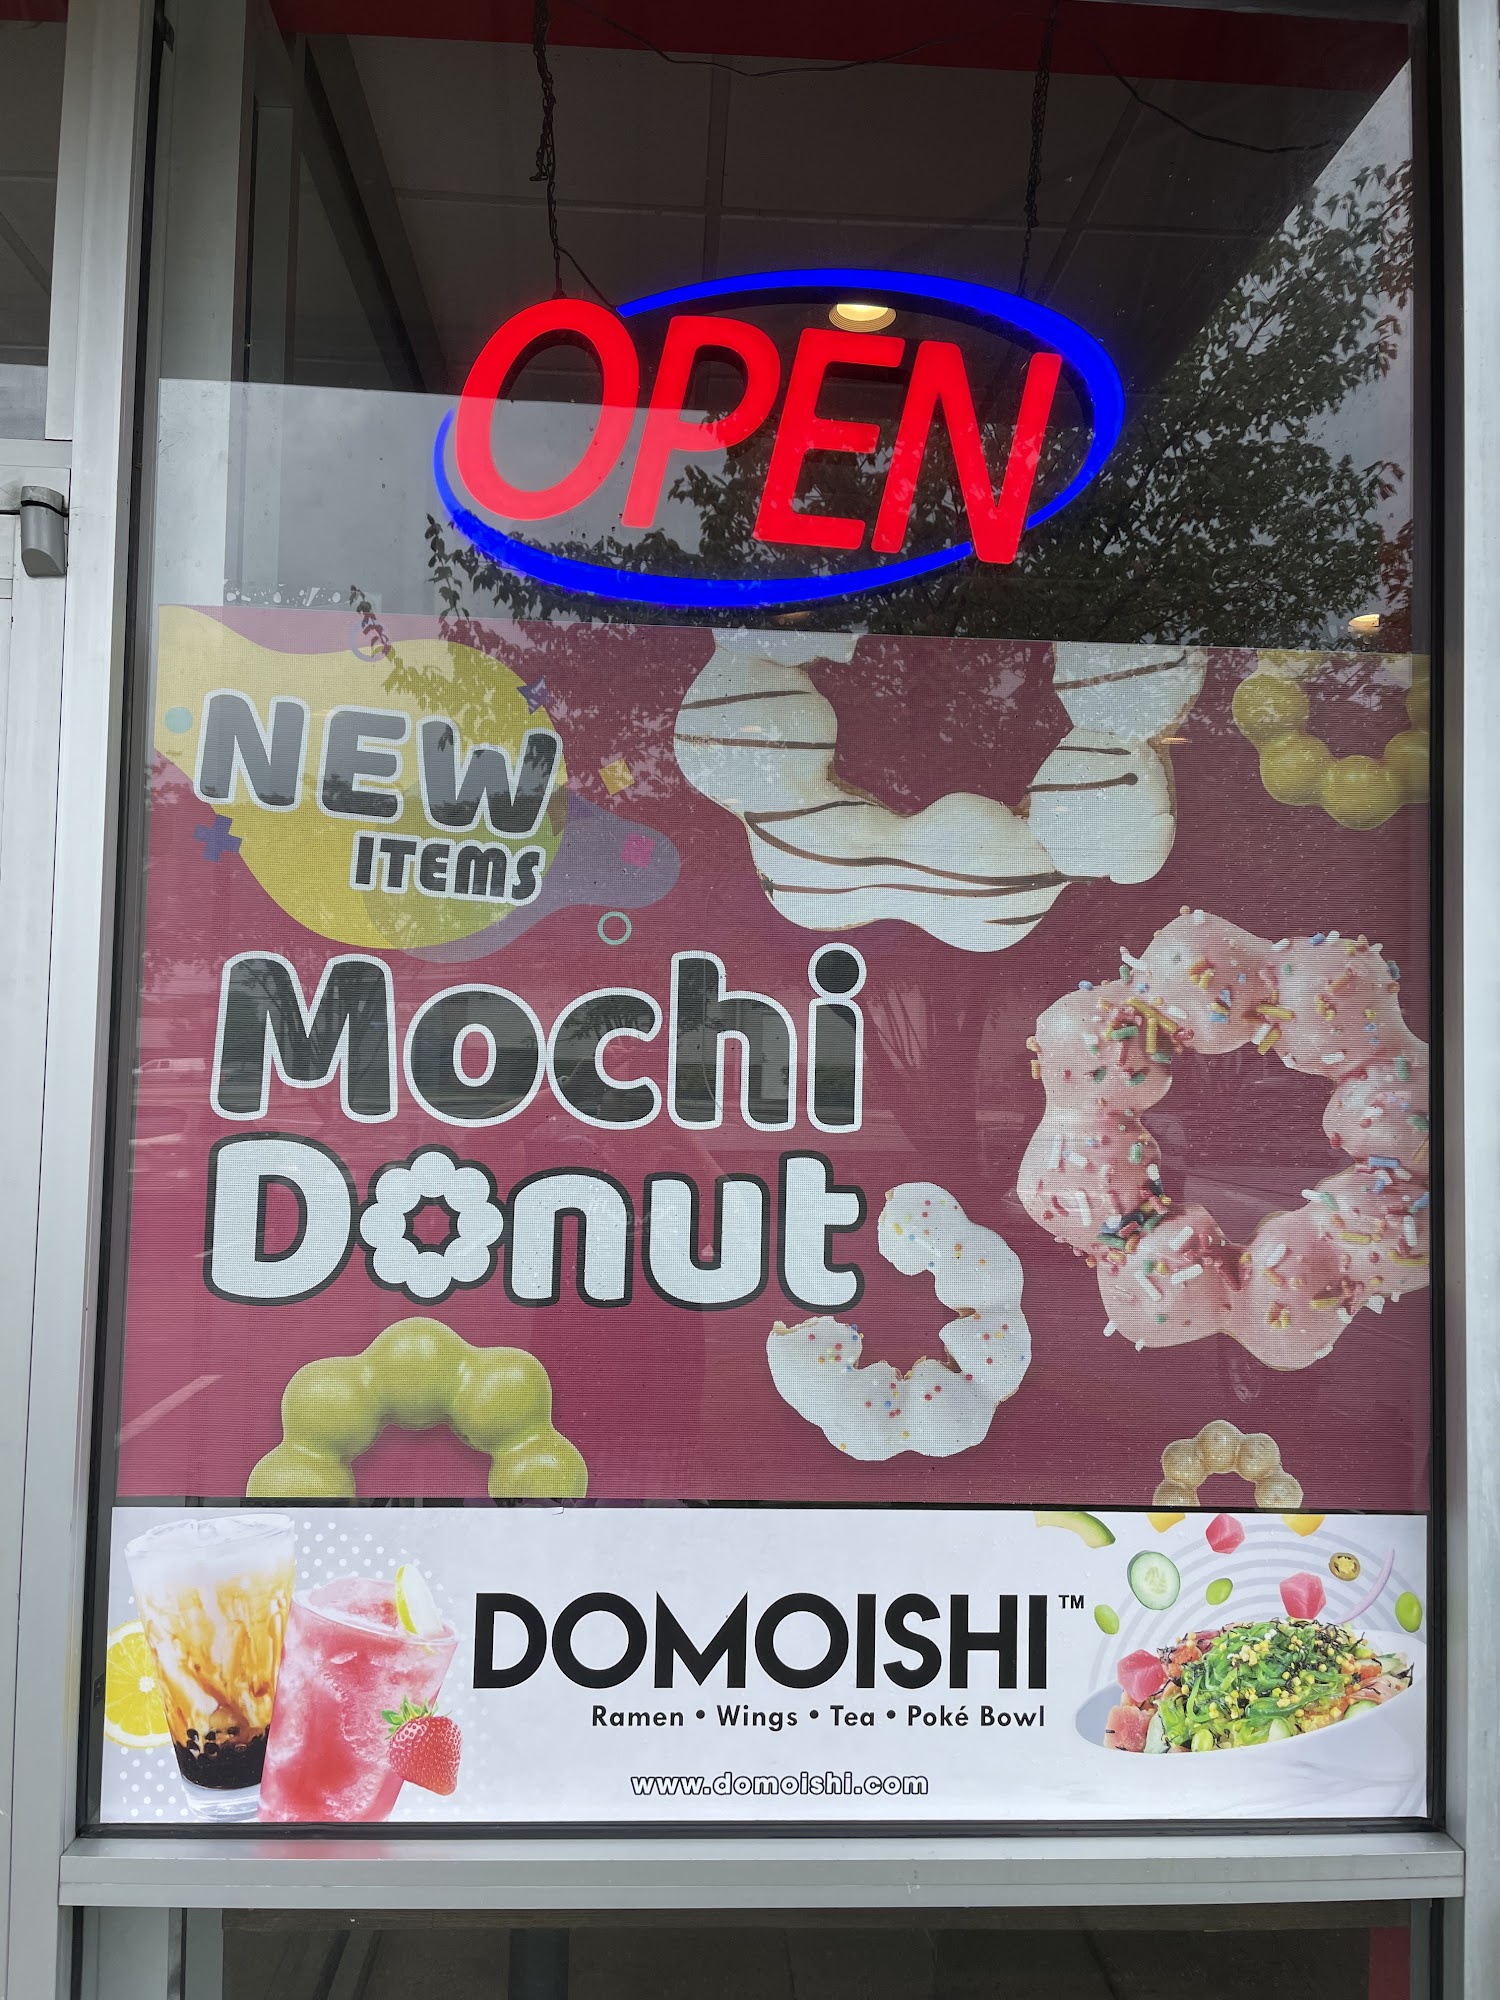 OPEN
NEW
ITEMS
Mochi
Donut
DOMOISHI™
Ramen • Wings • Tea • Poké Bowl
www.domoishi.com